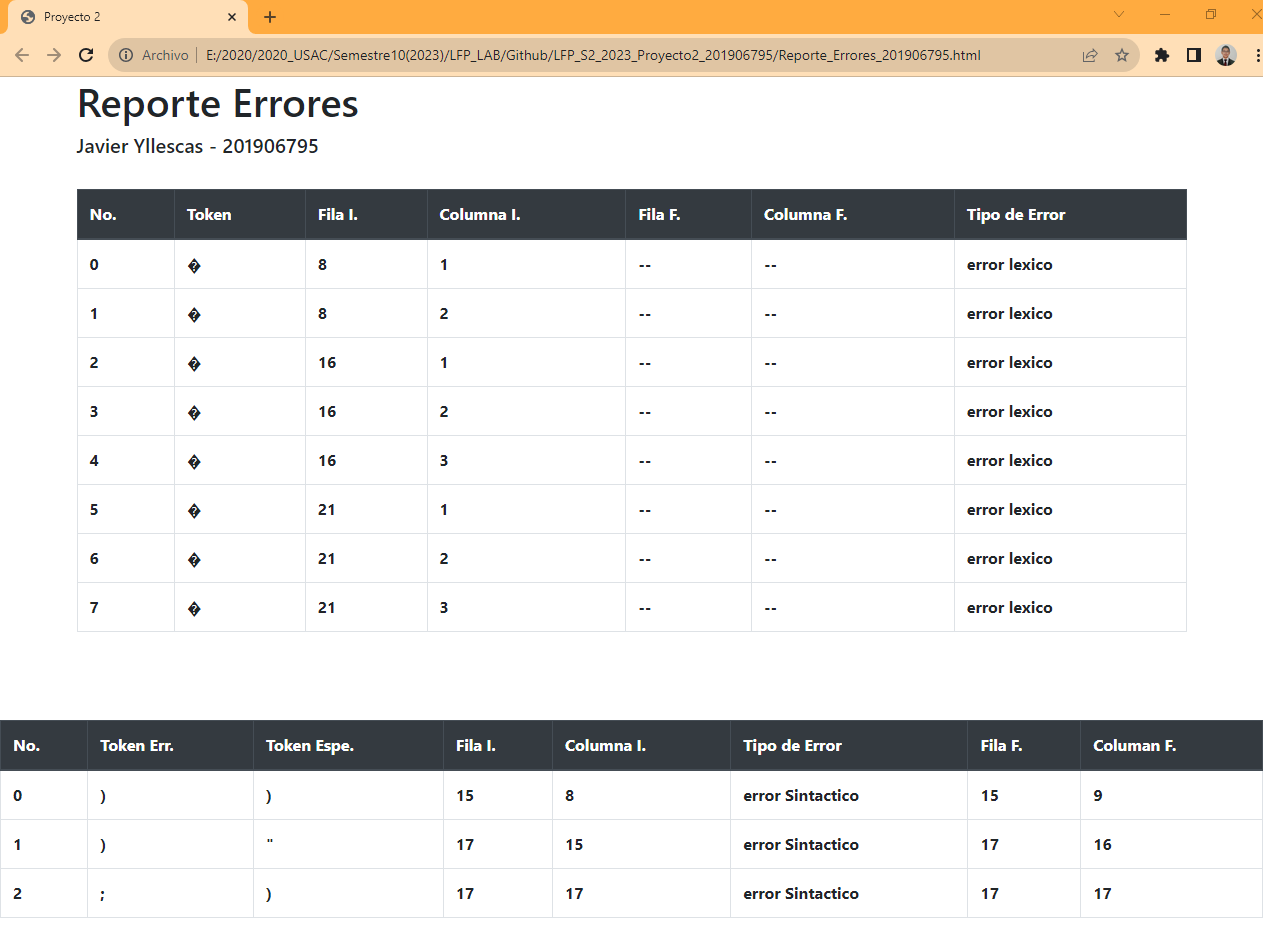 Proyecto 2
Archivo E:/2020/2020_USAC/Semestre10(2023)/LFP_LAB/Github/LFP_S2_2023_Proyecto2_201906795/Reporte_Errores_201906795.html
Reporte Errores
Javier Yllescas - 201906795
No. Token Fila I. Columna I. Fila F. Columna F. Tipo de Error
0 � 8 1 -- -- error lexico
1 � 8 2 -- -- error lexico
2 � 16 1 -- -- error lexico
3 � 16 2 -- -- error lexico
4 � 16 3 -- -- error lexico
5 � 21 1 -- -- error lexico
6 � 21 2 -- -- error lexico
7 � 21 3 -- -- error lexico
No. Token Err. Token Espe. Fila I. Columna I. Tipo de Error Fila F. Columan F.
0 ) ) 15 8 error Sintactico 15 9
1 ) " 17 15 error Sintactico 17 16
2 ; ) 17 17 error Sintactico 17 17